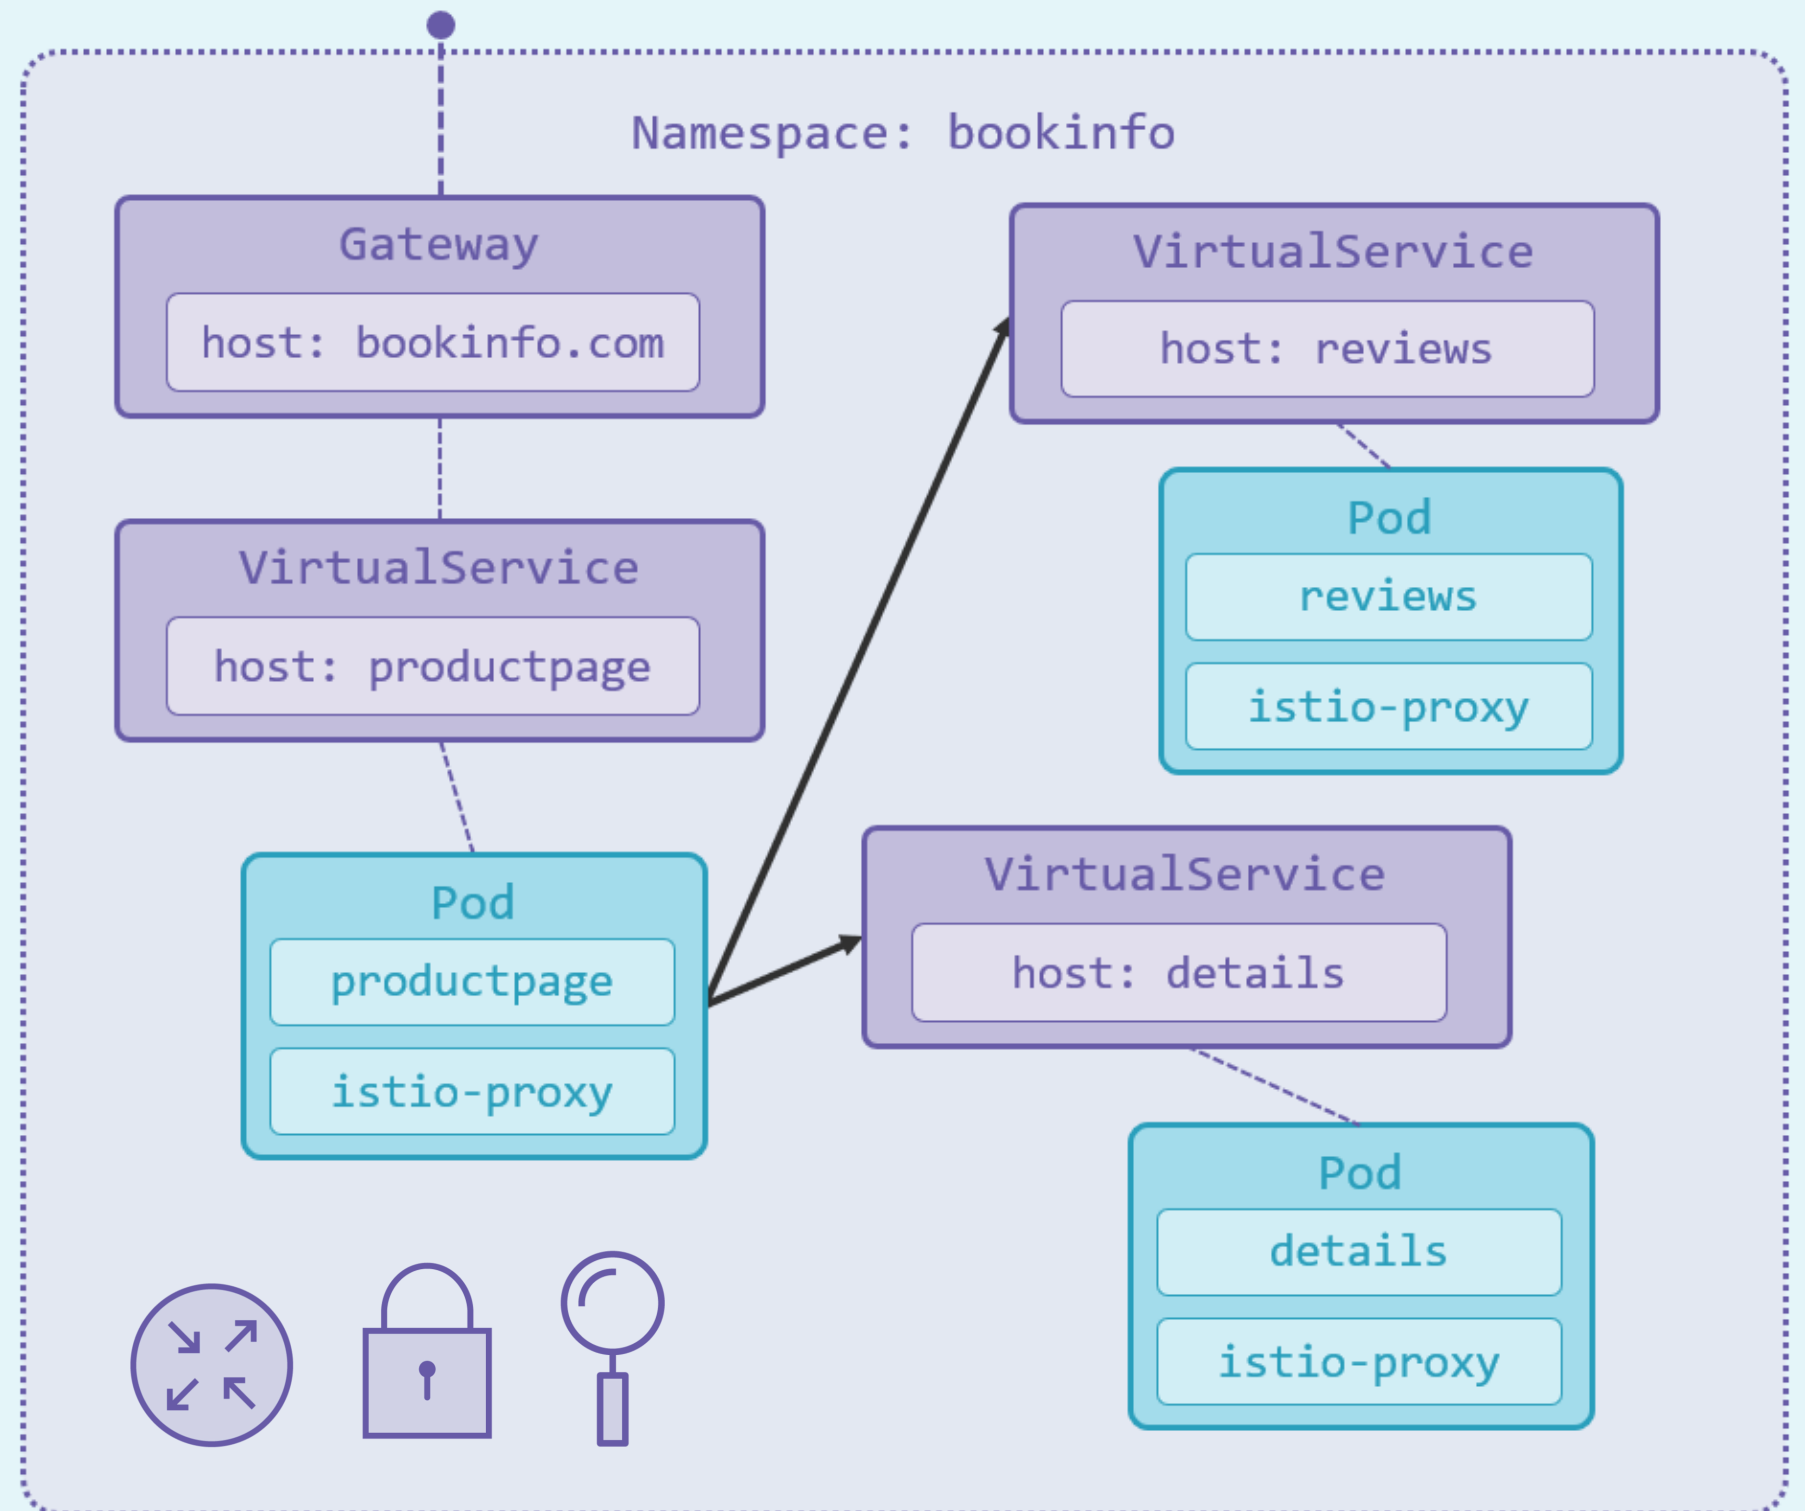 Namespace: bookinfo
Gateway
host: bookinfo.com
VirtualService
host: productpage
Pod
productpage
istio-proxy
VirtualService
host: reviews
Pod
reviews
istio-proxy
VirtualService
host: details
Pod
details
istio-proxy